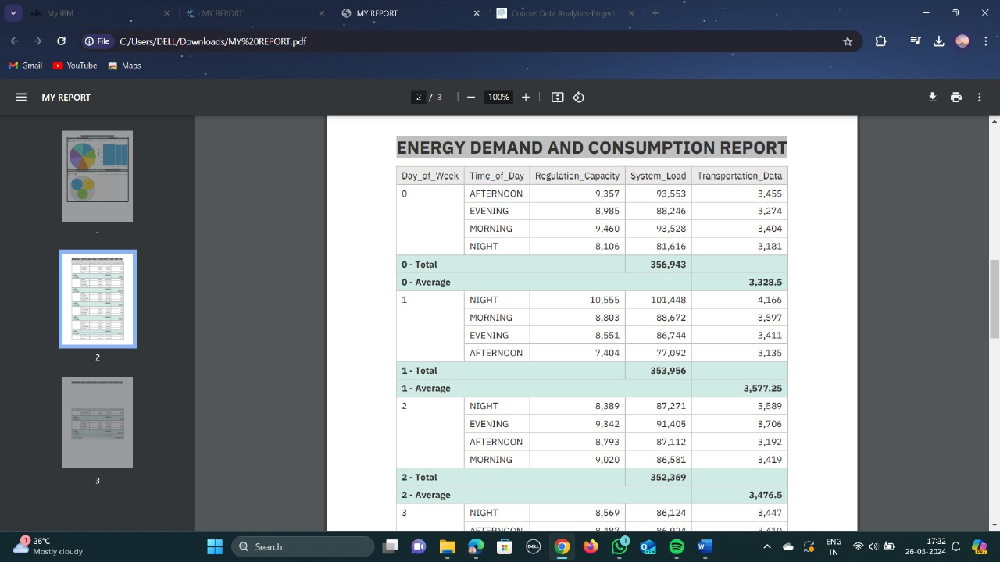 My IBM
MY REPORT
MY REPORT
Course: Data Analytics-Project
File C:/Users/DELL/Downloads/MY%20REPORT.pdf
Gmail YouTube Maps
MY REPORT 2 / 3 100%
1
2
3
ENERGY DEMAND AND CONSUMPTION REPORT
Day_of_Week Time_of_Day Regulation_Capacity System_Load Transportation_Data
0 AFTERNOON 9,357 93,553 3,455
EVENING 8,985 88,246 3,274
MORNING 9,460 93,528 3,404
NIGHT 8,106 81,616 3,181
0 - Total 356,943
0 - Average 3,328.5
1 NIGHT 10,555 101,448 4,166
MORNING 8,803 88,672 3,597
EVENING 8,551 86,744 3,411
AFTERNOON 7,404 77,092 3,135
1 - Total 353,956
1 - Average 3,577.25
2 NIGHT 8,389 87,271 3,589
EVENING 9,342 91,405 3,706
AFTERNOON 8,793 87,112 3,192
MORNING 9,020 86,581 3,419
2 - Total 352,369
2 - Average 3,476.5
3 NIGHT 8,569 86,124 3,447
1 36°C
Mostly cloudy
Search
DELL
1
ENG
IN
17:32
26-05-2024